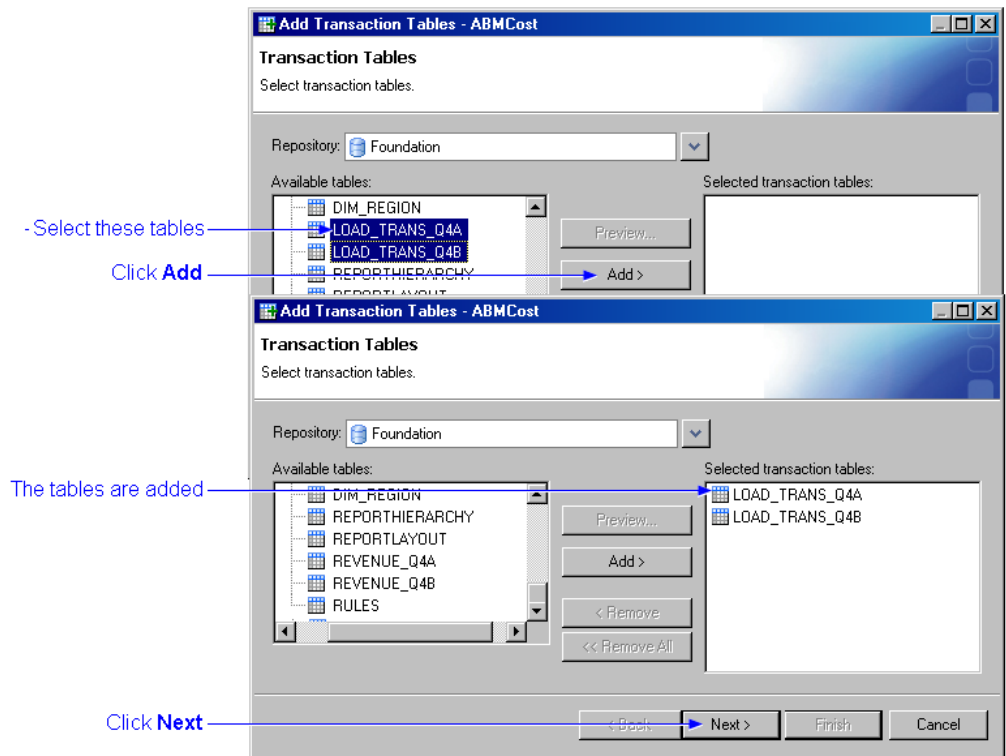 Add Transaction Tables - ABMCost
Transaction Tables
Select transaction tables.
Repository: Foundation
Available tables:
Selected transaction tables:
DIM_REGION
- Select these tables
LOAD_TRANS_Q4A
Preview...
LOAD_TRANS_Q4B
Click Add
REPORTHIERARCHY
Add >
REPORTLAYOUT
Add Transaction Tables - ABMCost
Transaction Tables
Select transaction tables.
Repository: Foundation
Available tables:
Selected transaction tables:
The tables are added
DIM_REGION
LOAD_TRANS_Q4A
REPORTHIERARCHY
Preview...
LOAD_TRANS_Q4B
REPORTLAYOUT
REVENUE_Q4A
Add >
REVENUE_Q4B
RULES
< Remove
<< Remove All
Click Next
< Back
Next >
Finish
Cancel